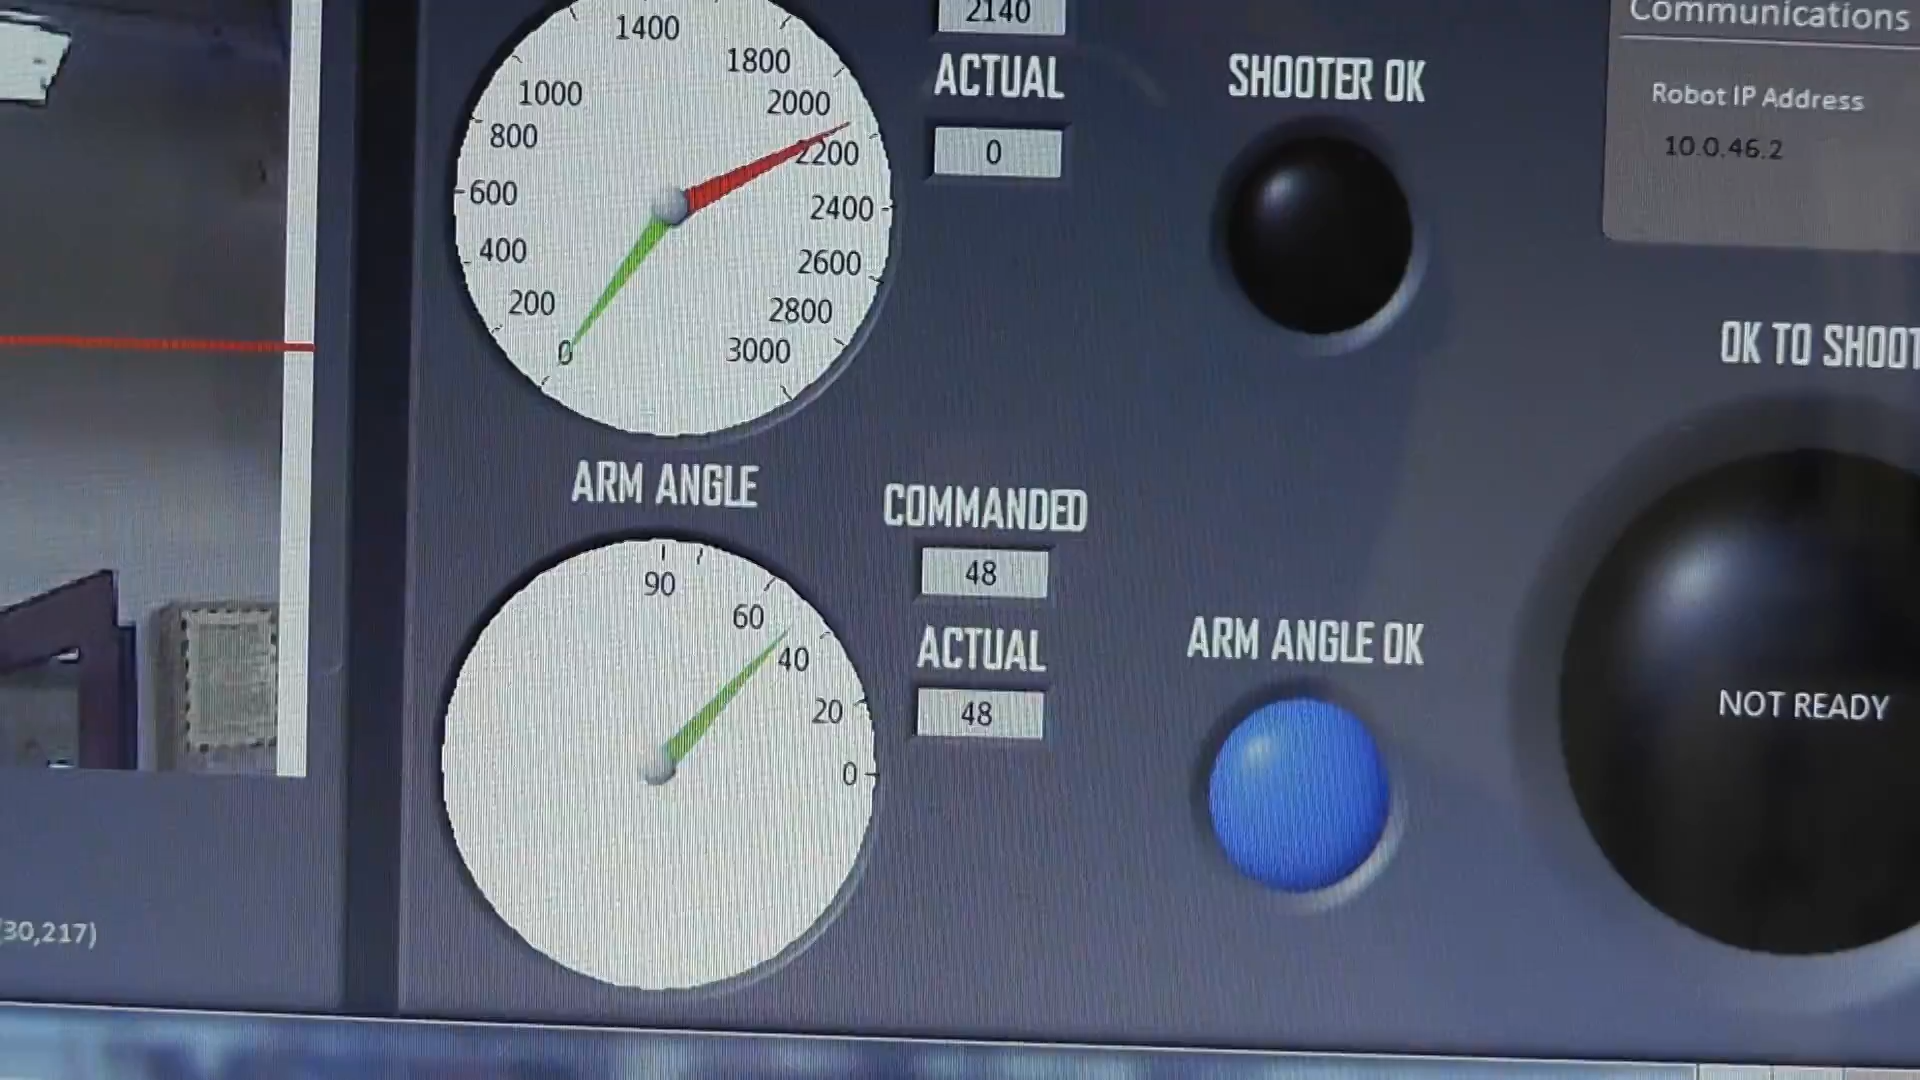 1400
1800
1000
2000
800
2200
600
2400
400
2600
200
2800
0
3000
2140
ACTUAL
0
SHOOTER OK
Communications
Robot IP Address
10.0.46.2
OK TO SHOOT
NOT READY
ARM ANGLE
90
60
40
20
0
COMMANDED
48
ACTUAL
48
ARM ANGLE OK
30,217)